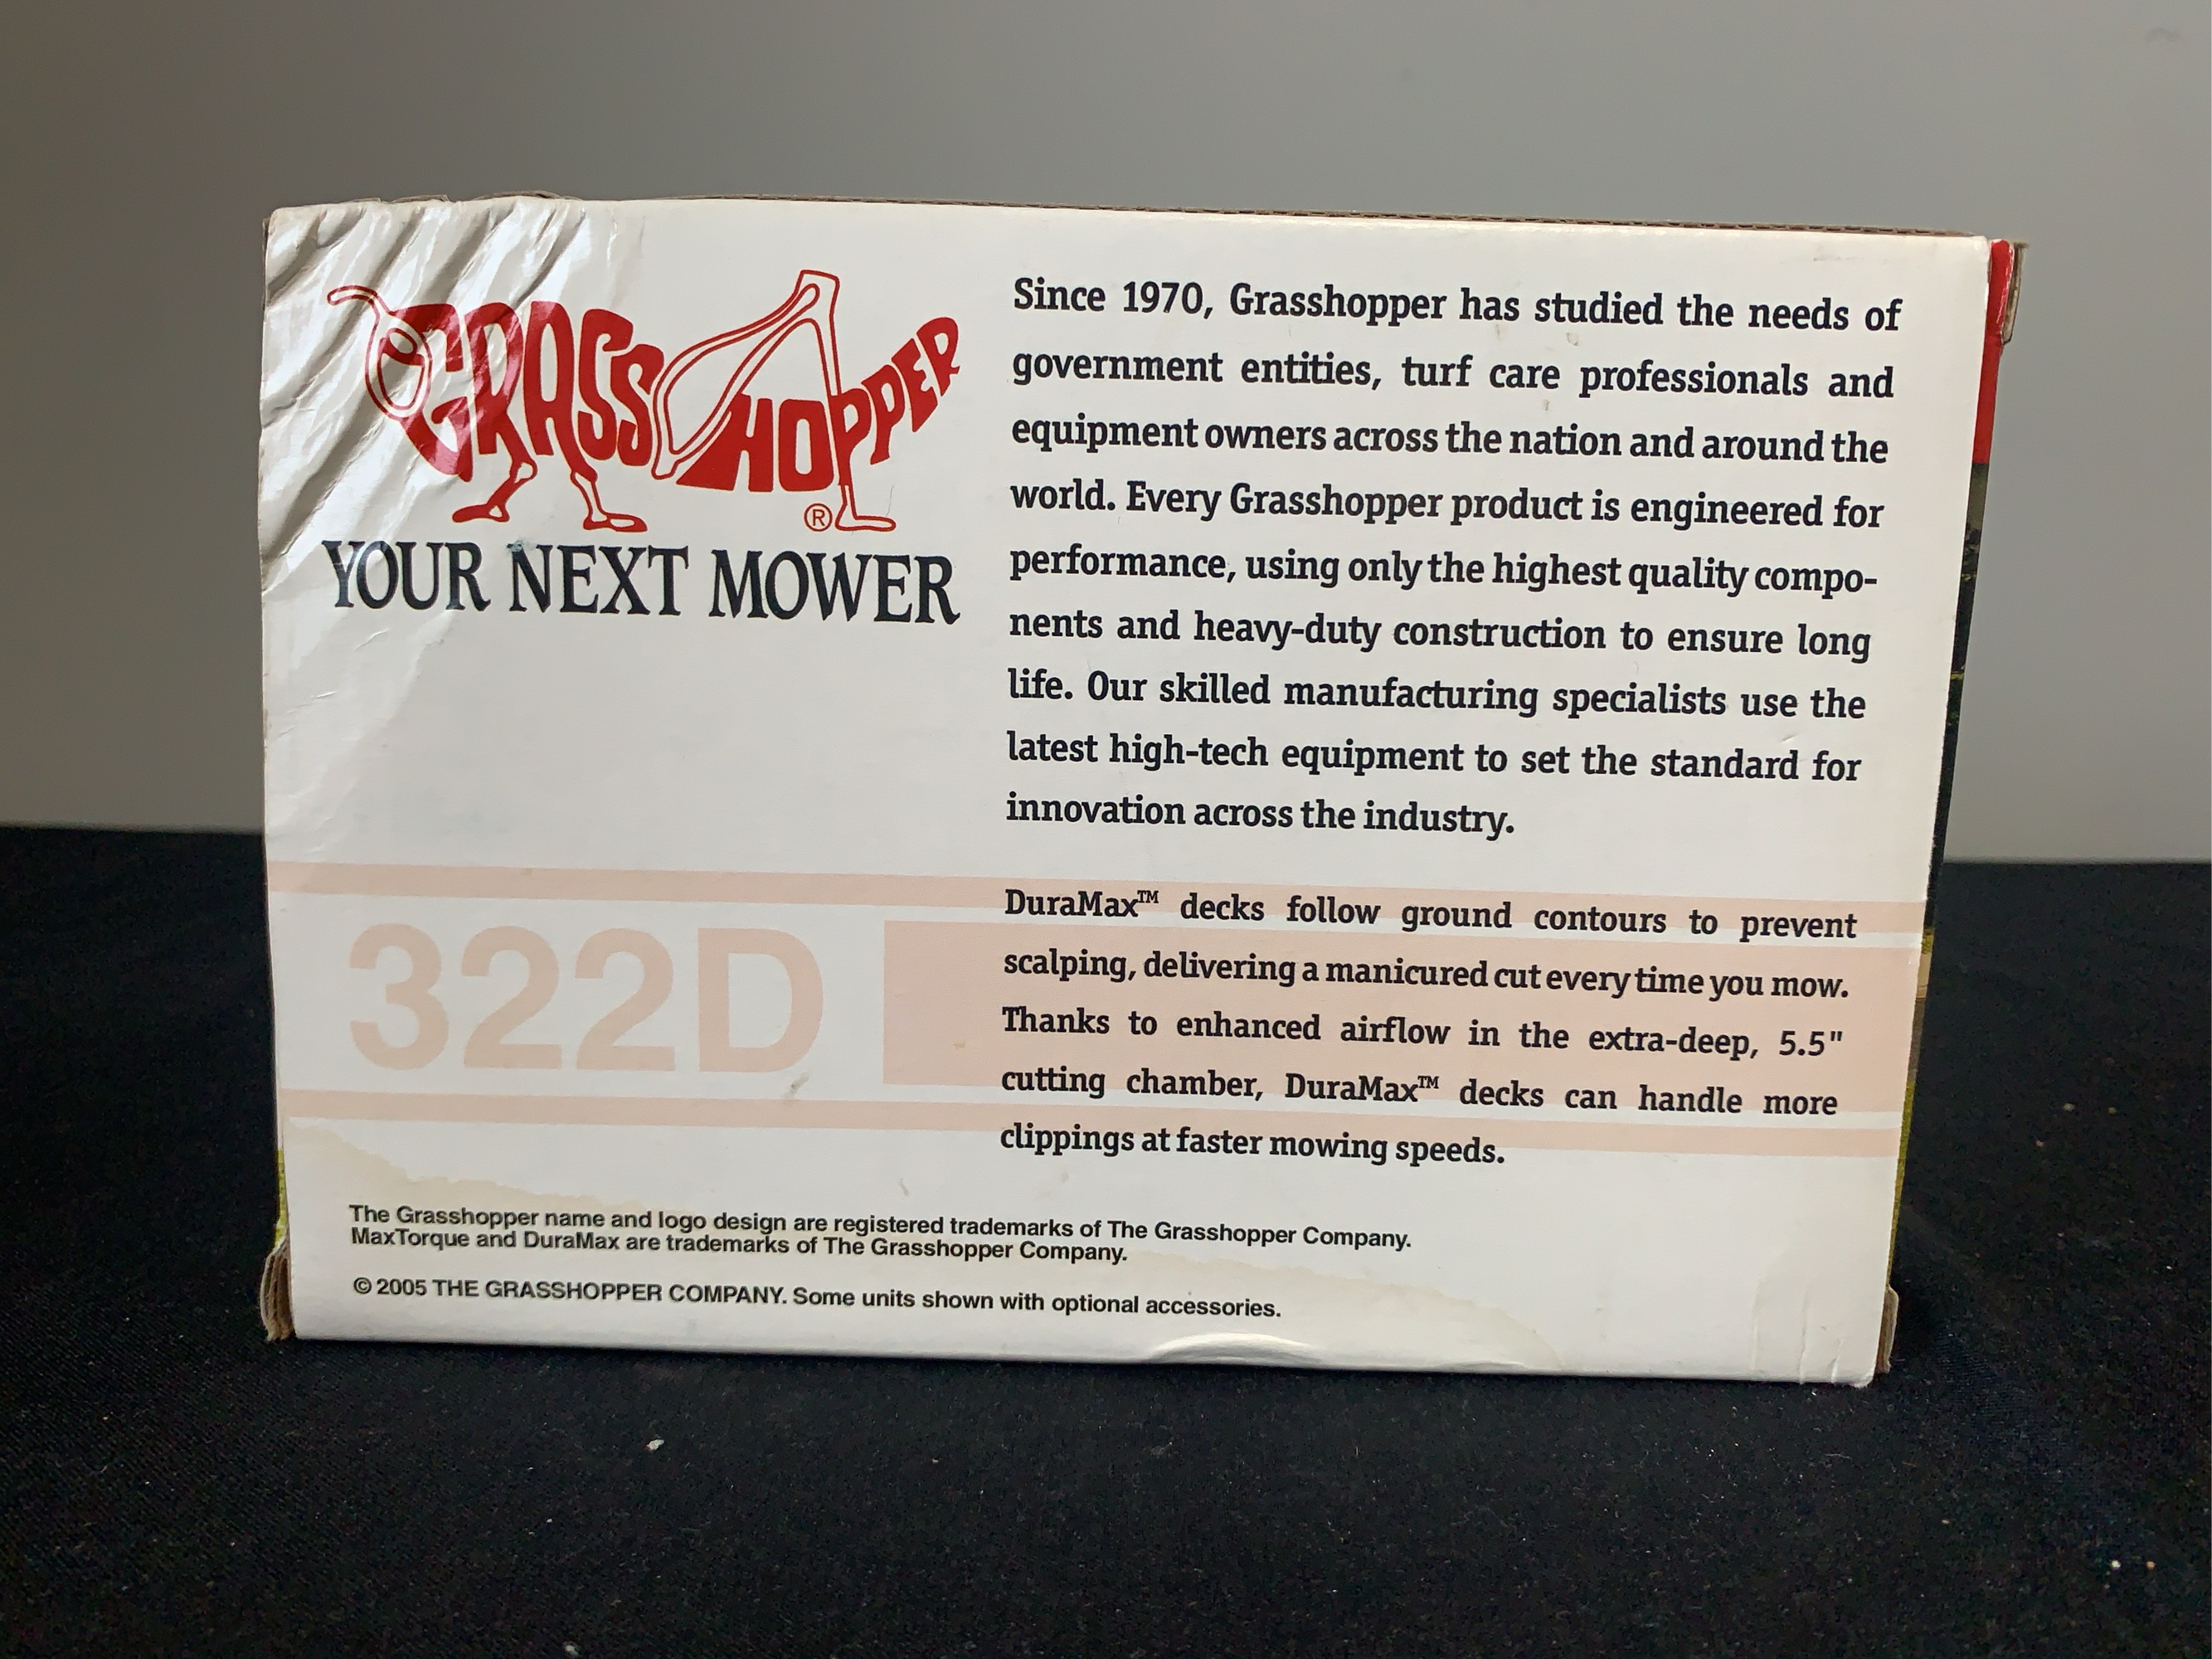 GRASSHOPPER®
YOUR NEXT MOWER
Since 1970, Grasshopper has studied the needs of
government entities, turf care professionals and
equipment owners across the nation and around the
world. Every Grasshopper product is engineered for
performance, using only the highest quality compo-
nents and heavy-duty construction to ensure long
life. Our skilled manufacturing specialists use the
latest high-tech equipment to set the standard for
innovation across the industry.
322D
DuraMax™ decks follow ground contours to prevent
scalping, delivering a manicured cut every time you mow.
Thanks to enhanced airflow in the extra-deep, 5.5"
cutting chamber, DuraMax™ decks can handle more
clippings at faster mowing speeds.
The Grasshopper name and logo design are registered trademarks of The Grasshopper Company.
MaxTorque and DuraMax are trademarks of The Grasshopper Company.
© 2005 THE GRASSHOPPER COMPANY. Some units shown with optional accessories.